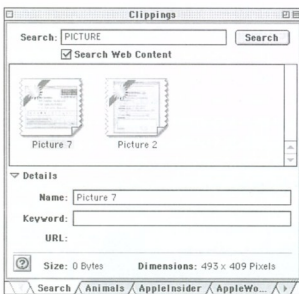 Clippings
Search: PICTURE Search
Search Web Content
Picture 7 Picture 2
Details
Name: Picture 7
Keyword:
URL:
Size: 0 Bytes Dimensions: 493 x 409 Pixels
Search Animals AppleInsider AppleWo...